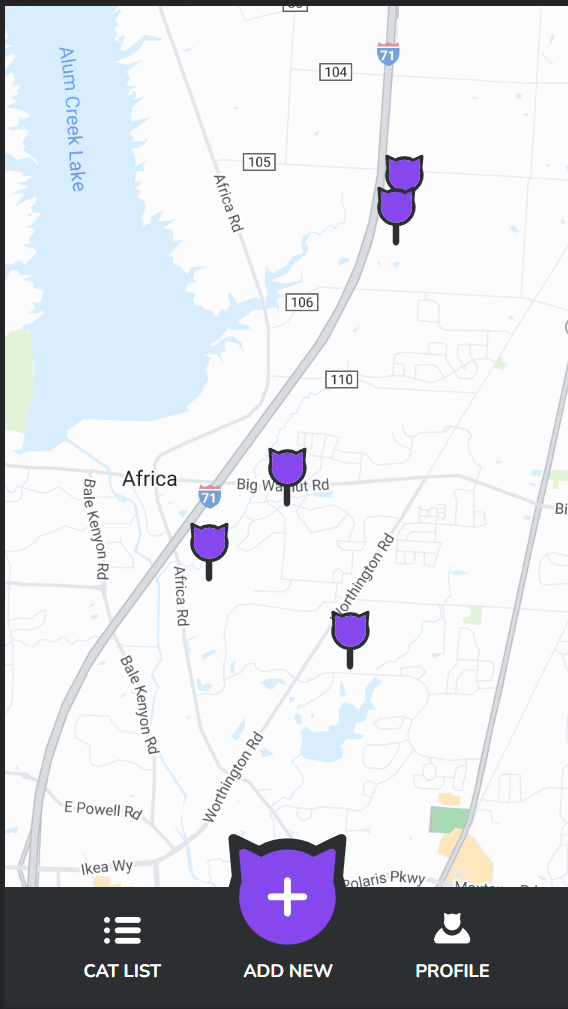 71
104
Alum Creek Lake
105
Africa Rd
106
110
Africa
71
Big Walnut Rd
Bale Kenyon Rd
Worthington Rd
Africa Rd
Bale Kenyon Rd
Worthington Rd
E Powell Rd
Ikea Wy
Polaris Pkwy
CAT LIST
ADD NEW
PROFILE